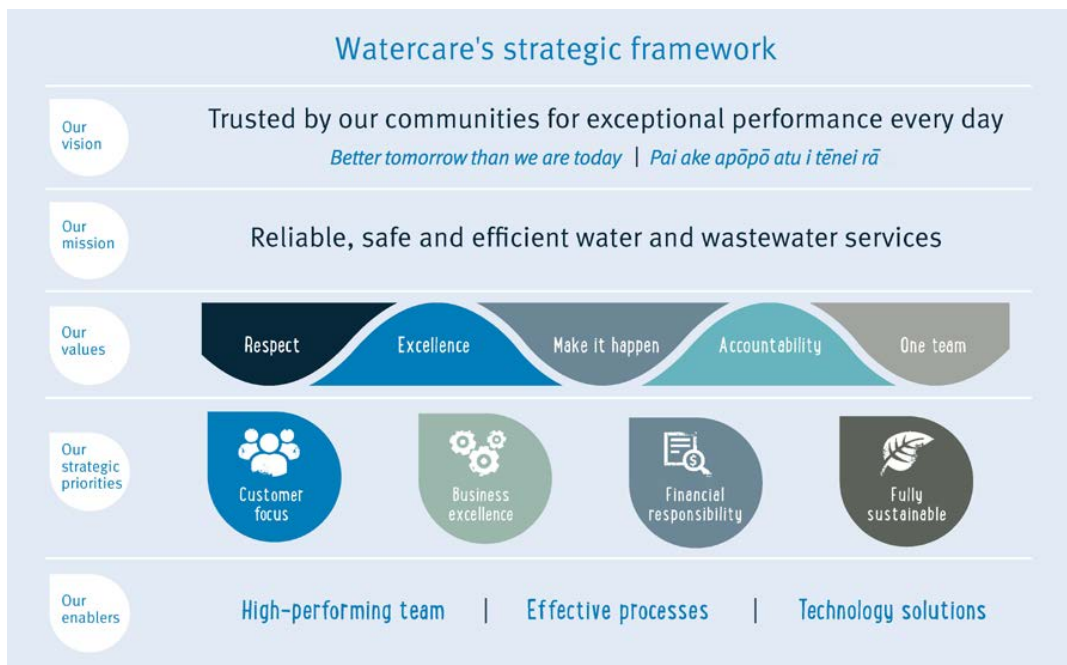 Watercare's strategic framework
Our
vision
Trusted by our communities for exceptional performance every day
Better tomorrow than we are today | Pai ake apōpō atu i tēnei rā
Our
mission
Reliable, safe and efficient water and wastewater services
Our
values
Respect
Excellence
Make it happen
Accountability
One team
Our
strategic
priorities
Customer
focus
Business
excellence
Financial
responsibility
Fully
sustainable
Our
enablers
High-performing team | Effective processes | Technology solutions